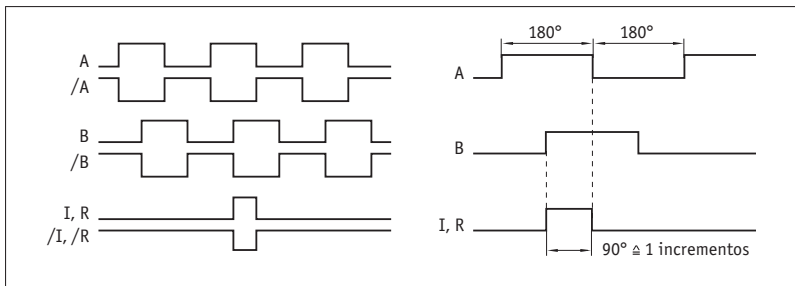 A
/A
B
/B
I, R
/I, /R
180° 180°
A
B
I, R
90° ≙ 1 incrementos